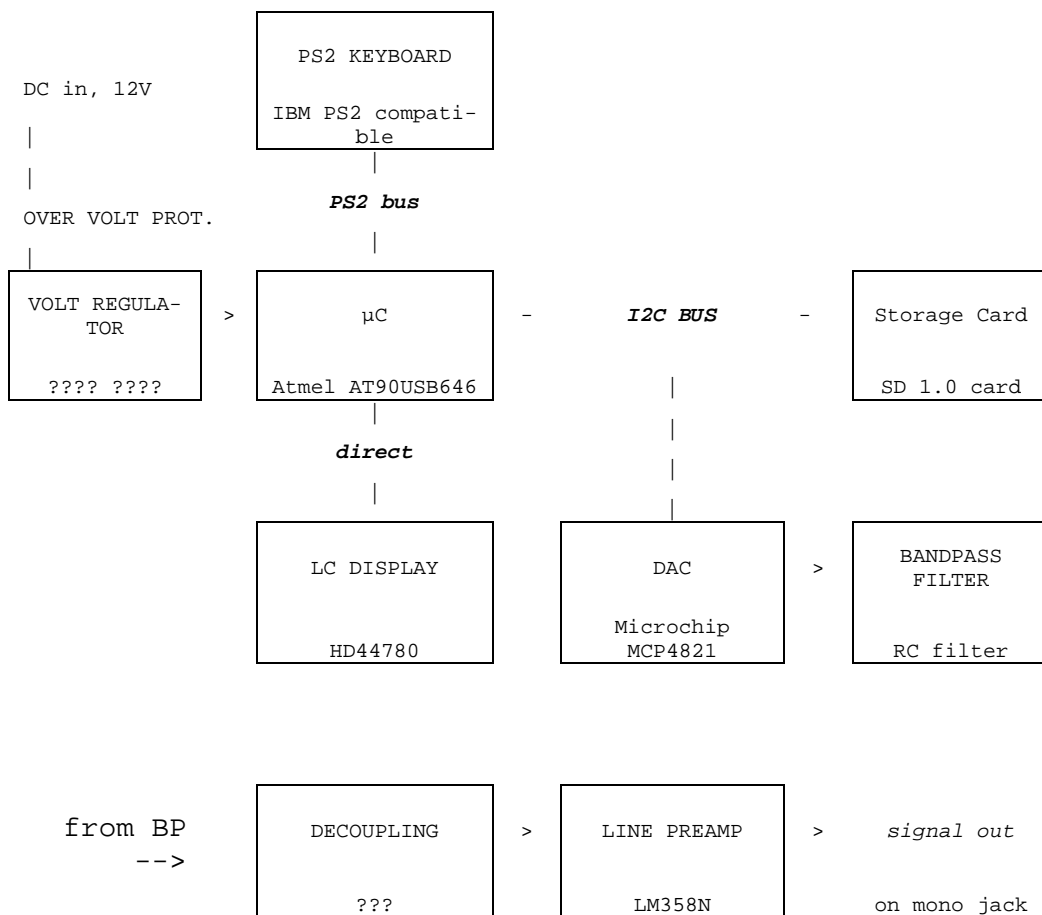 PS2 KEYBOARD
DC in, 12V
IBM PS2 compati-
ble
|
|
|
PS2 bus
OVER VOLT PROT.
|
|
VOLT REGULA-
TOR
>
µC
-
I2C BUS
-
Storage Card
???? ????
Atmel AT90USB646
|
SD 1.0 card
|
|
direct
|
|
|
LC DISPLAY
DAC
>
BANDPASS
FILTER
HD44780
Microchip
MCP4821
RC filter
from BP
-->
DECOUPLING
>
LINE PREAMP
>
signal out
???
LM358N
on mono jack